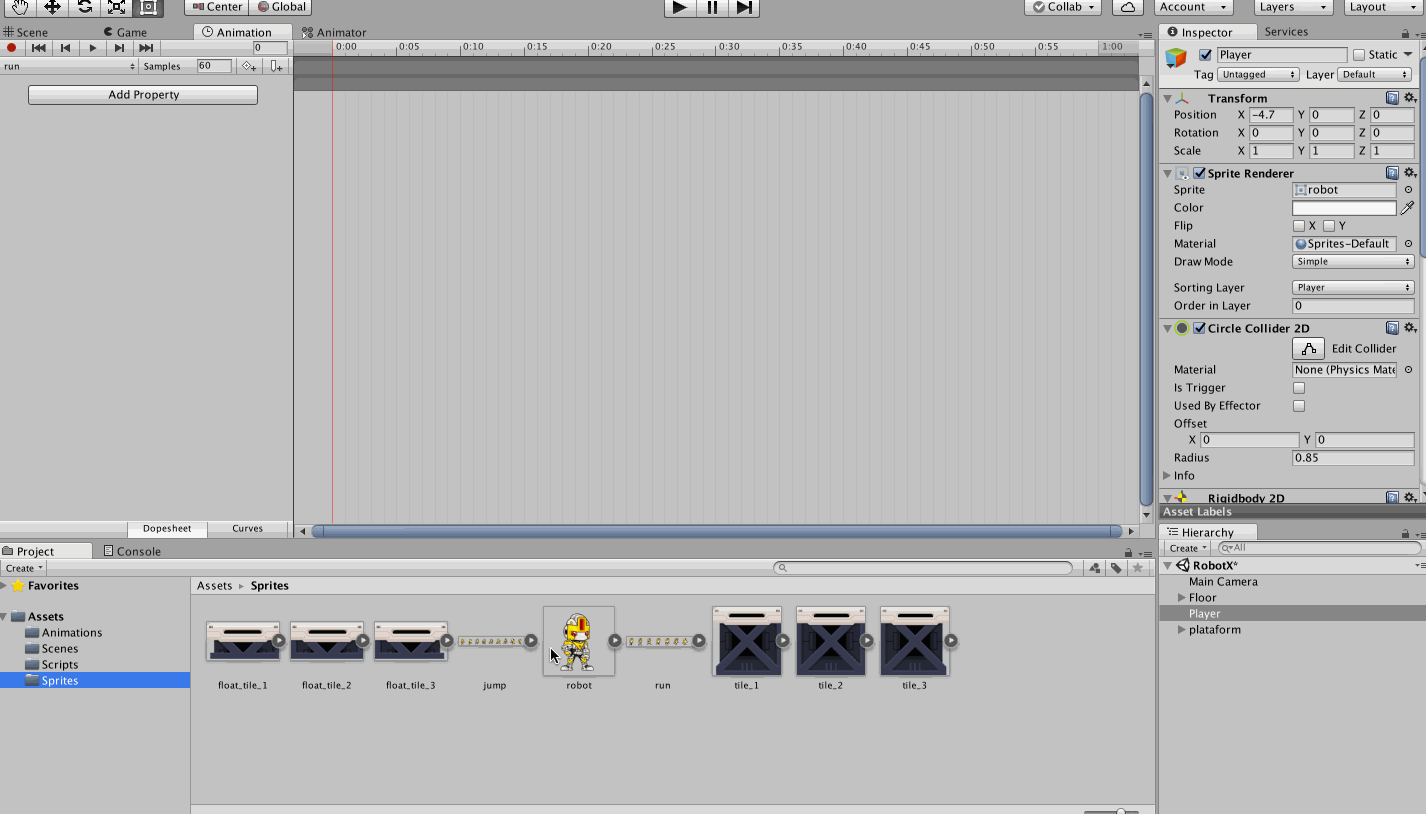 Center Global Collab Account Layers Layout
Scene Game Animation Animator
0 0:00 0:05 0:10 0:15 0:20 0:25 0:30 0:35 0:40 0:45 0:50 0:55 1:00
run Samples 60
Add Property
Dopesheet Curves
Inspector Services
Player Static
Tag Untagged Layer Default
Transform
Position X -4.7 Y 0 Z 0
Rotation X 0 Y 0 Z 0
Scale X 1 Y 1 Z 1
Sprite Renderer
Sprite robot
Color
Flip X Y
Material Sprites-Default
Draw Mode Simple
Sorting Layer Player
Order in Layer 0
Circle Collider 2D
Edit Collider
Material None (Physics Mate
Is Trigger
Used By Effector
Offset
X 0 Y 0
Radius 0.85
Info
Rigidbody 2D
Asset Labels
Project Console
Create
Favorites
Assets
Animations
Scenes
Scripts
Sprites
Assets Sprites
float_tile_1 float_tile_2 float_tile_3 jump robot run tile_1 tile_2 tile_3
Hierarchy
Create All
RobotX*
Main Camera
Floor
Player
plataform